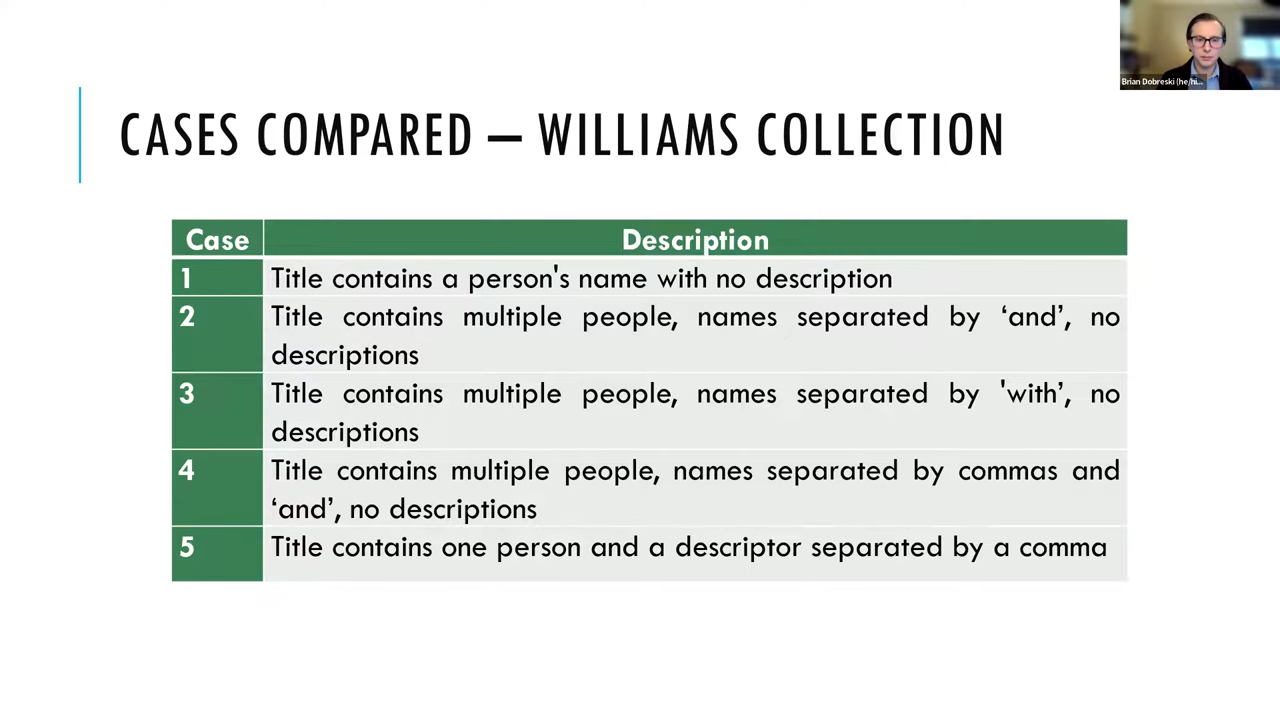 Brian Dobreski (he/hi...
CASES COMPARED – WILLIAMS COLLECTION
Case Description
1 Title contains a person's name with no description
2 Title contains multiple people, names separated by ‘and’, no
descriptions
3 Title contains multiple people, names separated by 'with’, no
descriptions
4 Title contains multiple people, names separated by commas and
‘and’, no descriptions
5 Title contains one person and a descriptor separated by a comma